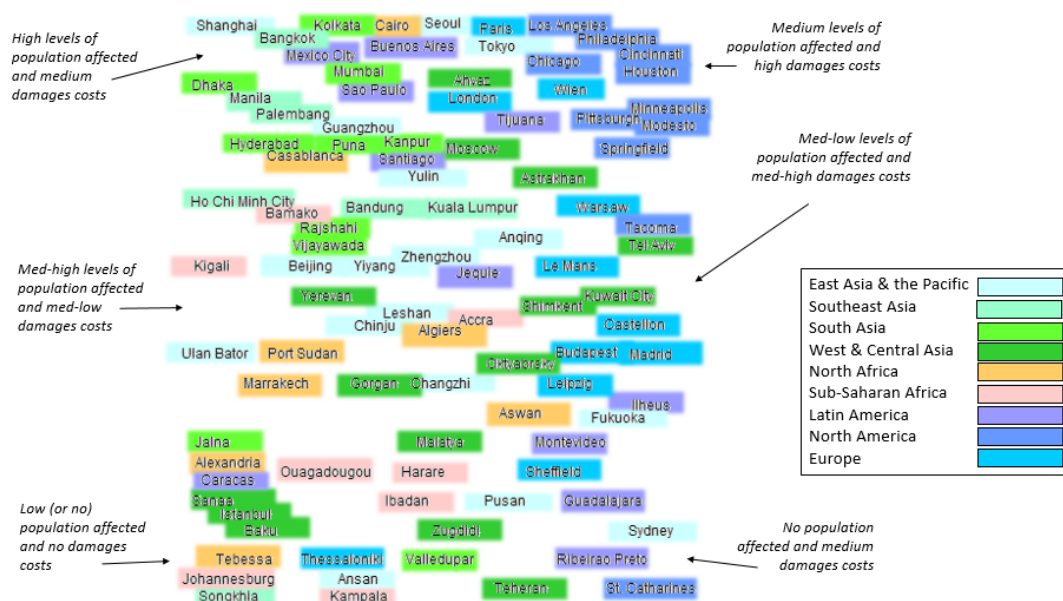 Shanghai Kolkata Cairo Seoul Paris Los Angeles
High levels of
population affected
and medium
damages costs
Bangkok Buenos Aires Tokyo Philadelphia
Mexico City Chicago Cincinnati
Medium levels of
population affected and
high damages costs
Mumbai Ahvaz Houston
Dhaka Sao Paulo Wien
Manila London Minneapolis
Palembang Tijuana Pittsburgh Modesto
Guangzhou
Hyderabad Puna Kanpur Moscow Springfield
Casablanca Santiago
Med-low levels of
population affected and
med-high damages costs
Yulin Astrakhan
Ho Chi Minh City Bandung Kuala Lumpur Warsaw
Bamako
Rajshahi Tacoma
Vijayawada Anqing Tel Aviv
Zhengzhou
Kigali Beijing Yiyang Jequie Le Mans
Med-high levels of
population affected
and med-low
damages costs
Yerevan Shimkent Kuwait City
Leshan Accra
Chinju Algiers Castellon
Ulan Bator Port Sudan Oktyabrsky Budapest Madrid
Marrakech Gorgan Changzhi Leipzig
Ilheus
Aswan Fukuoka
East Asia & the Pacific
Southeast Asia
South Asia
West & Central Asia
North Africa
Sub-Saharan Africa
Latin America
North America
Europe
Jalna Malatya Montevideo
Alexandria Ouagadougou Harare Sheffield
Caracas
Sanaa Ibadan Pusan Guadalajara
Istanbul
Baku Zugdidi Sydney
Low (or no)
population affected
and no damages
costs
No population
affected and medium
damages costs
Tebessa Thessaloniki Valledupar Ribeirao Preto
Johannesburg Ansan Teheran St. Catharines
Songkhla Kampala